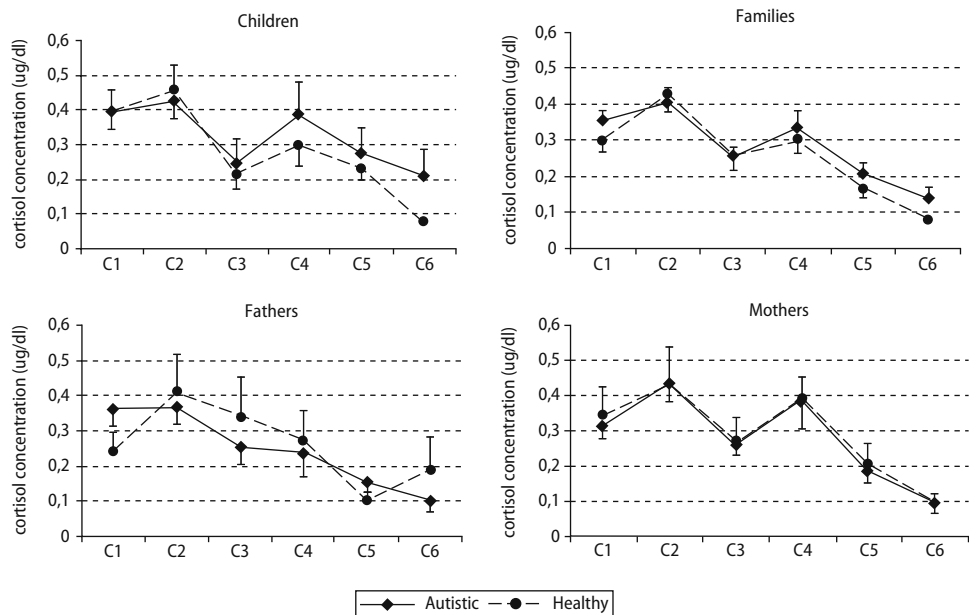 Children
cortisol concentration (ug/dl)
0,6
0,5
0,4
0,3
0,2
0,1
0
C1 C2 C3 C4 C5 C6
Families
cortisol concentration (ug/dl)
0,6
0,5
0,4
0,3
0,2
0,1
0
C1 C2 C3 C4 C5 C6
Fathers
cortisol concentration (ug/dl)
0,6
0,5
0,4
0,3
0,2
0,1
0
C1 C2 C3 C4 C5 C6
Mothers
cortisol concentration (ug/dl)
0,6
0,5
0,4
0,3
0,2
0,1
0
C1 C2 C3 C4 C5 C6
Autistic Healthy